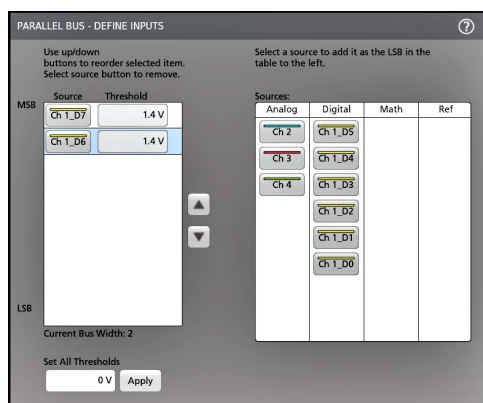 PARALLEL BUS - DEFINE INPUTS
?
Use up/down
buttons to reorder selected item.
Select source button to remove.
Select a source to add it as the LSB in the
table to the left.
Source Threshold
MSB
Ch 1_D7 1.4 V
Ch 1_D6 1.4 V
LSB
Current Bus Width: 2
Set All Thresholds
0 V Apply
Sources:
Analog Digital Math Ref
Ch 2 Ch 1_D5
Ch 3 Ch 1_D4
Ch 4 Ch 1_D3
Ch 1_D2
Ch 1_D1
Ch 1_D0